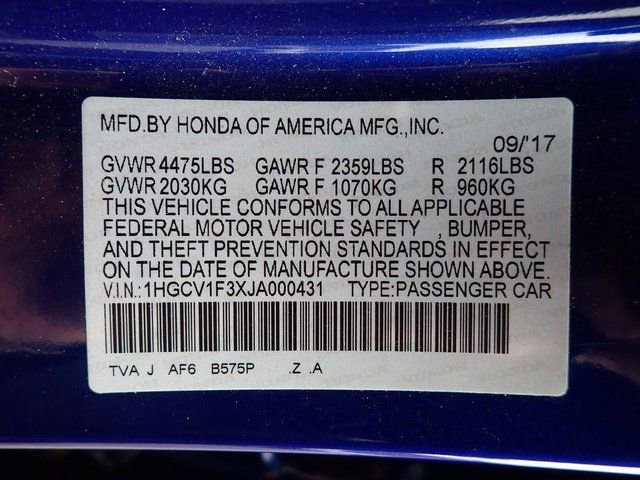 MFD.BY HONDA OF AMERICA MFG.,INC.
09/'17
GVWR 4475LBS GAWR F 2359LBS R 2116LBS
GVWR 2030KG GAWR F 1070KG R 960KG
THIS VEHICLE CONFORMS TO ALL APPLICABLE
FEDERAL MOTOR VEHICLE SAFETY , BUMPER,
AND THEFT PREVENTION STANDARDS IN EFFECT
ON THE DATE OF MANUFACTURE SHOWN ABOVE.
V.I.N.:1HGCV1F3XJA000431 TYPE:PASSENGER CAR
TVA J AF6 B575P .Z .A